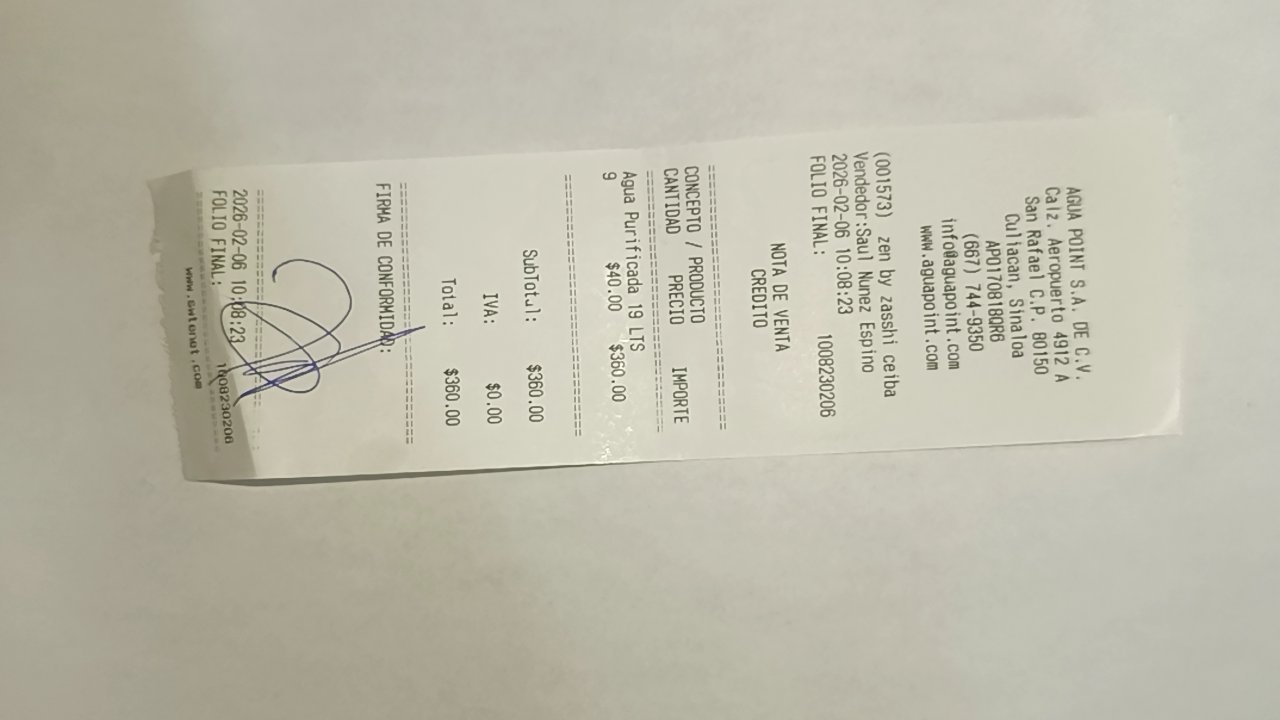 AGUA POINT S.A. DE C.V.
Calz. Aeropuerto 4912 A
San Rafael C.P. 80150
Culiacan, Sinaloa
APO170818QR6
(667) 744-9350
info@aguapoint.com
www.aguapoint.com
(001573) zen by zasshi ceiba
Vendedor:Saul Nunez Espino
2026-02-06 10:08:23
FOLIO FINAL: 1008230206
NOTA DE VENTA
CREDITO
==============================
CONCEPTO / PRODUCTO
CANTIDAD PRECIO IMPORTE
==============================
Agua Purificada 19 LTS
9 $40.00 $360.00
==============================
SubTotal: $360.00
IVA: $0.00
Total: $360.00
==============================
FIRMA DE CONFORMIDAD:
==============================
2026-02-06 10:08:23
FOLIO FINAL: 1008230206
==============================
www.ewtonot.com